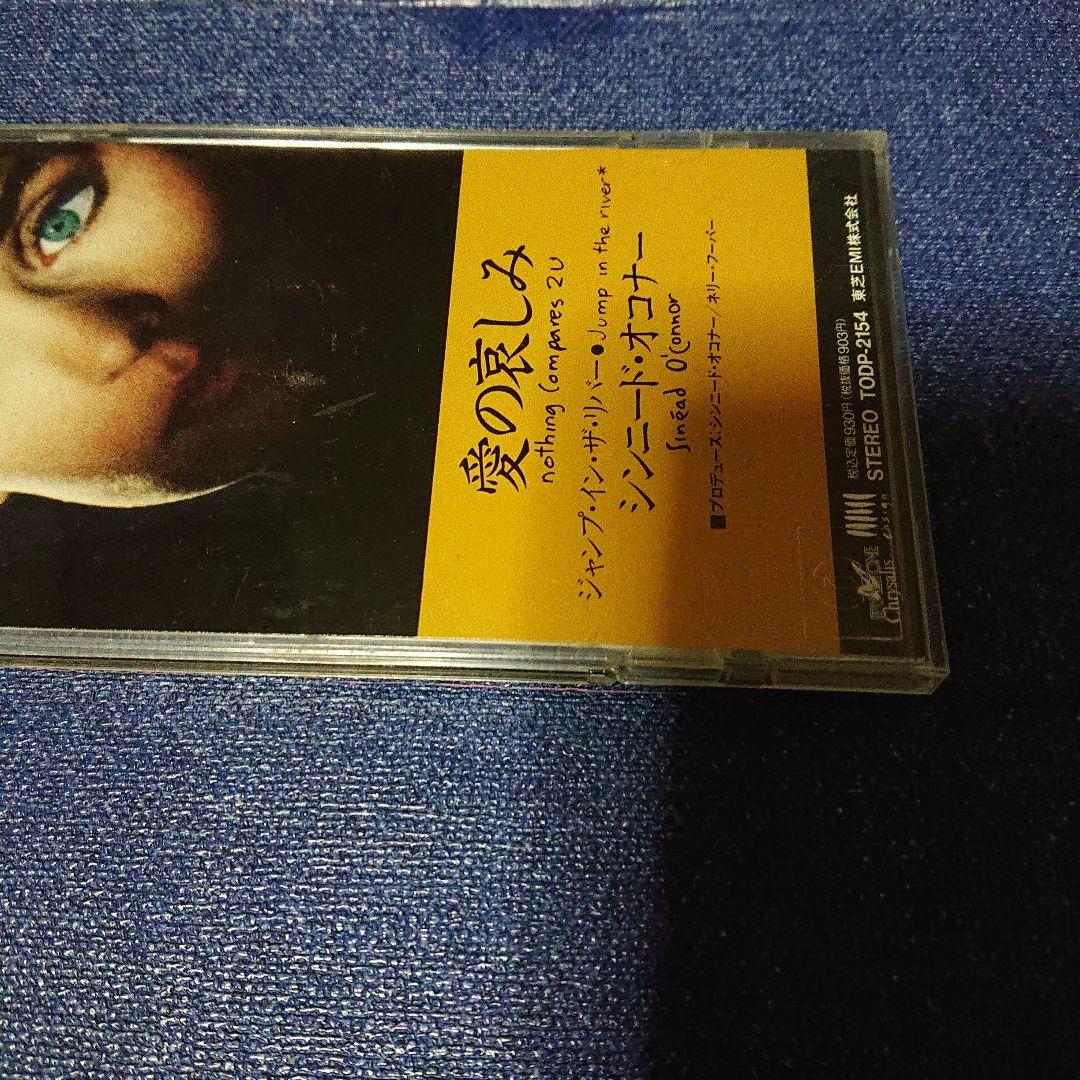 愛の哀しみ
nothing Compares 2U
ジャンプ・イン・ザ・リバー●Jump in the river*
シンニード・オコナー
Sinéad O'Connor
■プロデュース:シンニード・オコナー/ネリー・フーパー
税込定価930円(税抜価格903円)
STEREO TODP-2154 東芝EMI株式会社
Chrysalis
ensign